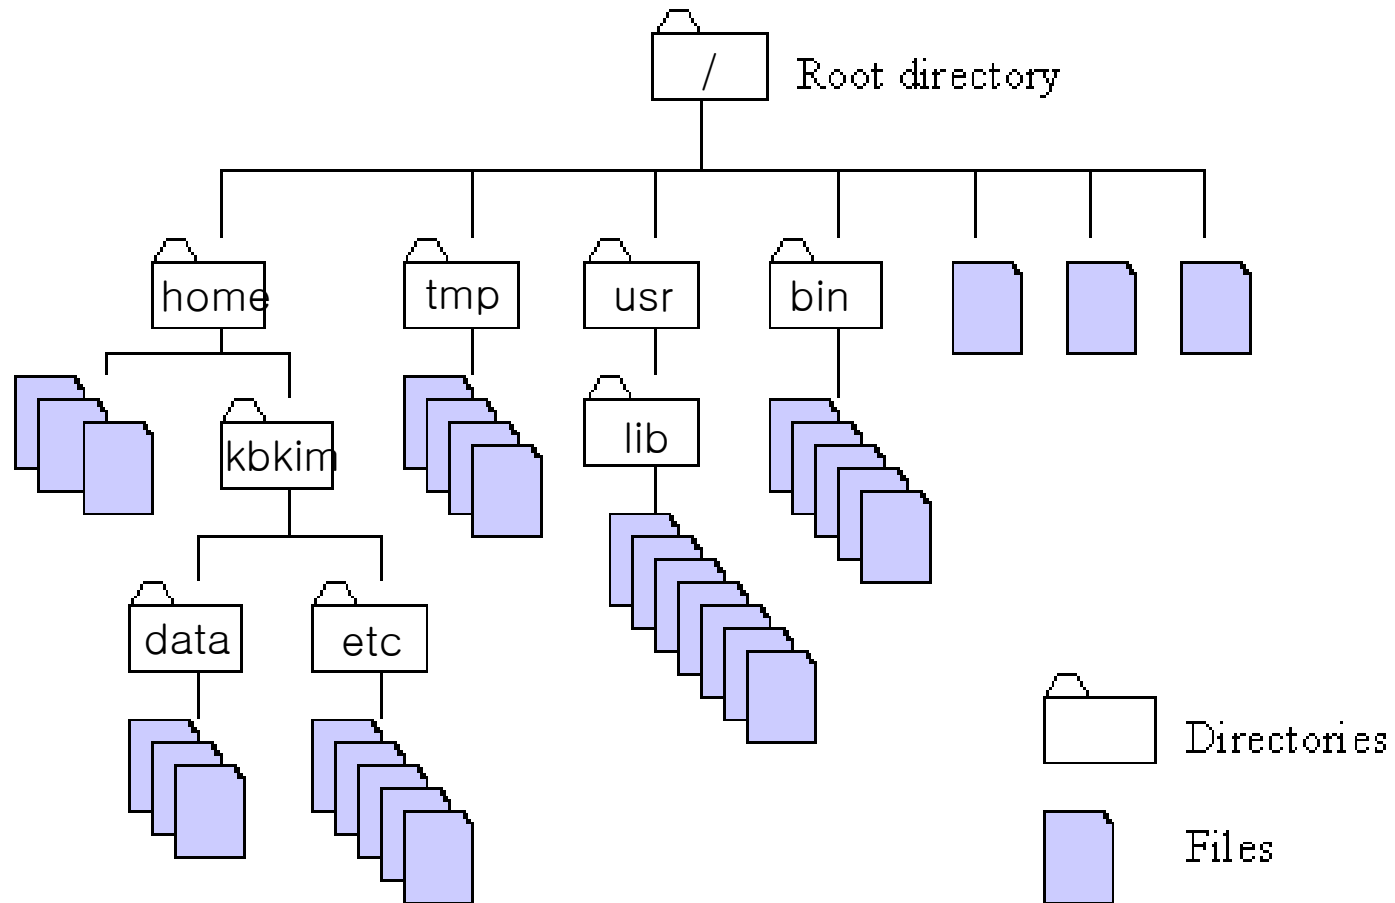 /
Root directory
home
tmp
usr
bin
kbkim
lib
data
etc
Directories
Files